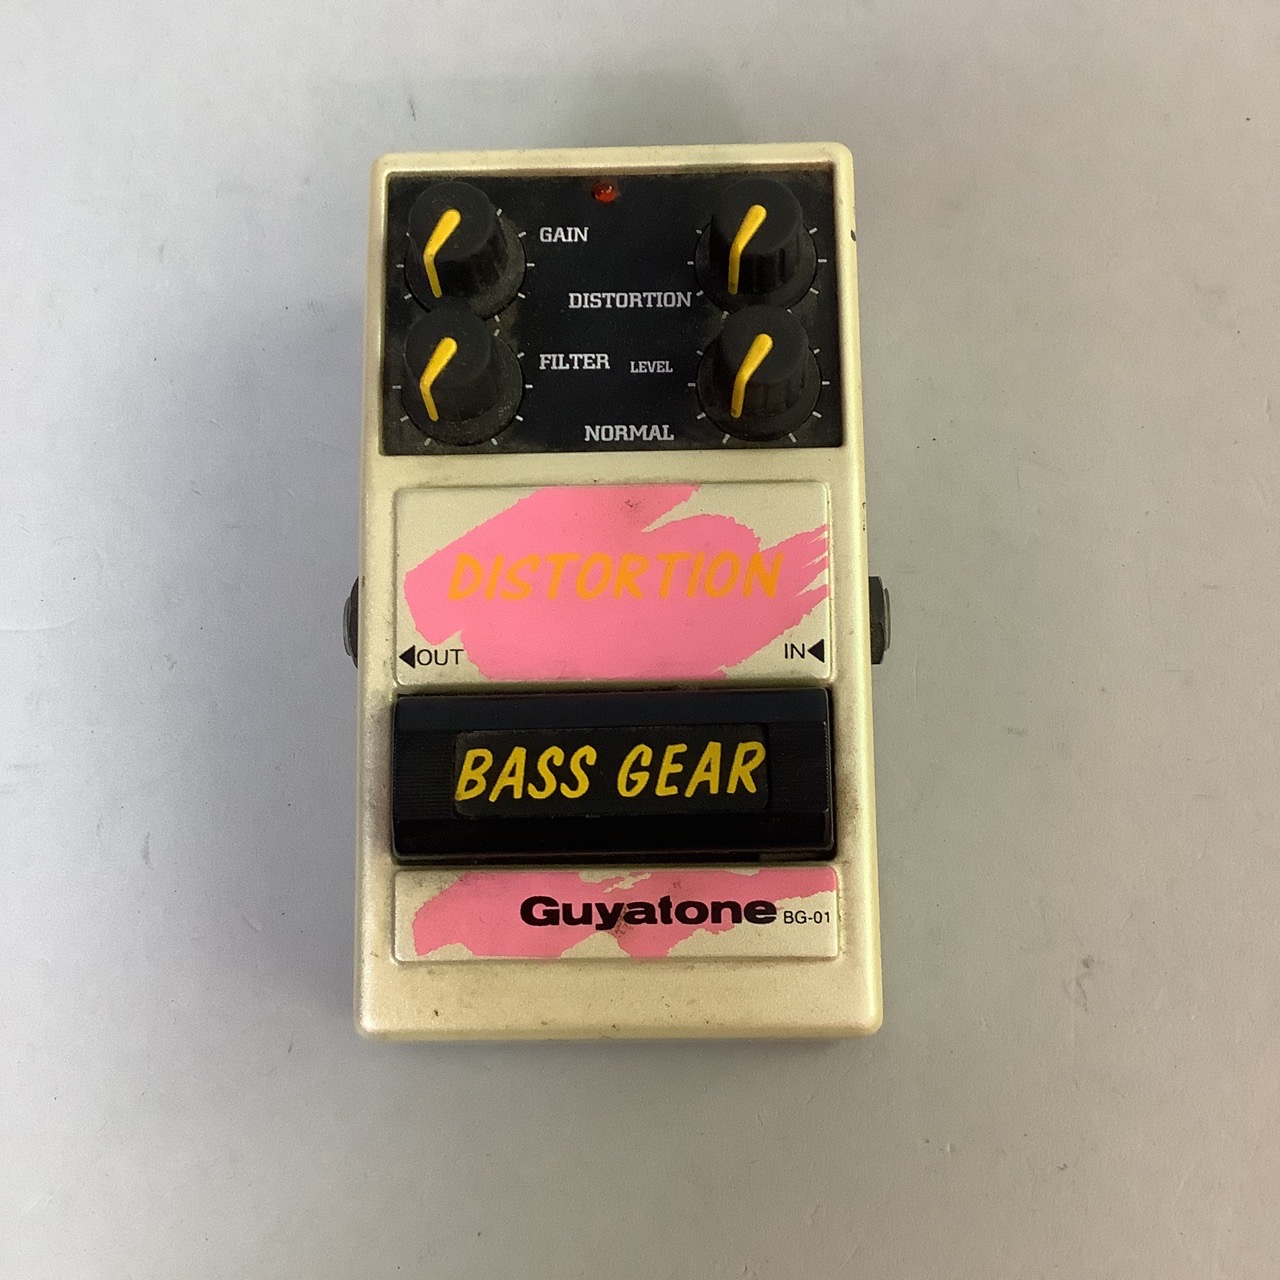 GAIN
DISTORTION
FILTER LEVEL
NORMAL
DISTORTION
◀OUT IN◀
BASS GEAR
Guyatone BG-01